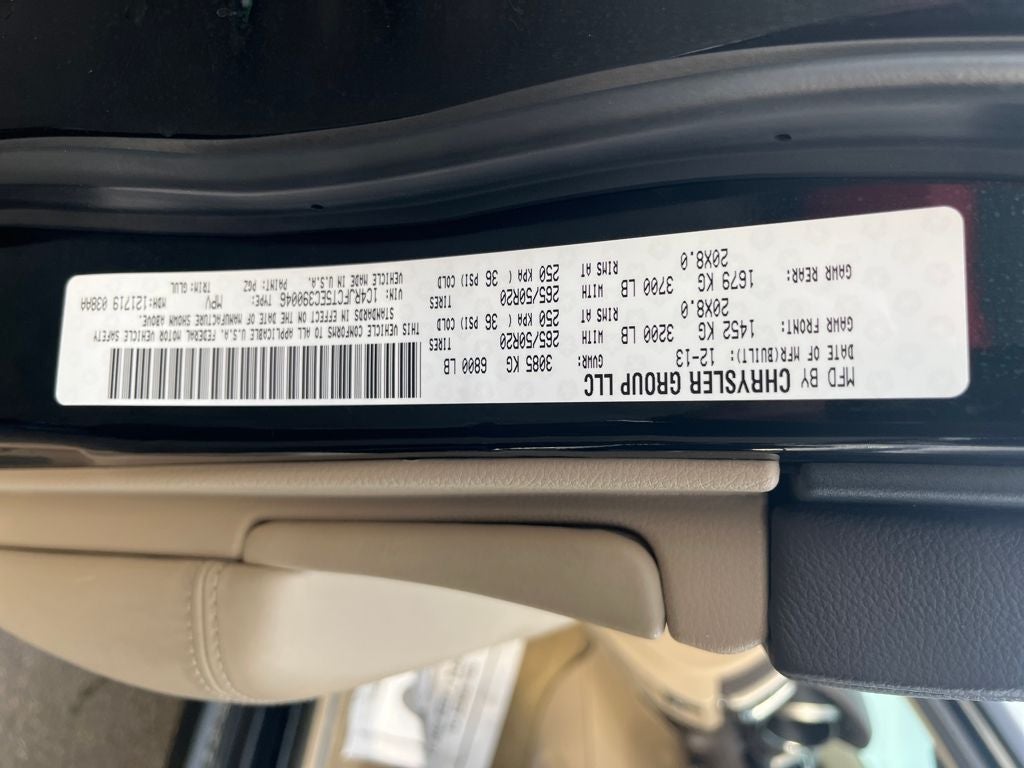 MFD BY CHRYSLER GROUP LLC
DATE OF MFR(BUILT): 12-13 GVWR: 3085 KG 6800 LB
GAWR FRONT: 1452 KG 3200 LB WITH TIRES 265/50R20
20X8.0 RIMS AT 250 KPA ( 36 PSI) COLD
GAWR REAR: 1679 KG 3700 LB WITH TIRES 265/50R20
20X8.0 RIMS AT 250 KPA ( 36 PSI) COLD
THIS VEHICLE CONFORMS TO ALL APPLICABLE U.S.A. FEDERAL MOTOR VEHICLE SAFETY
STANDARDS IN EFFECT ON THE DATE OF MANUFACTURE SHOWN ABOVE.
VIN: 1C4RJFCT5EC390046 TYPE: MPV MDH:121719 038AA
VEHICLE MADE IN U.S.A. PAINT: TRIM: